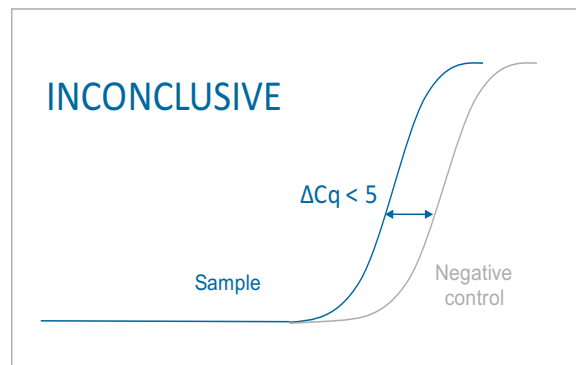 INCONCLUSIVE
ΔCq < 5
Sample
Negative
control